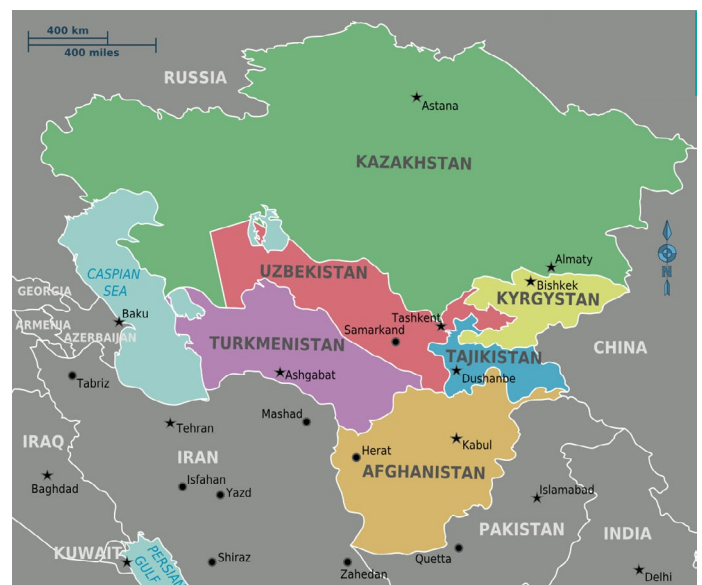 400 km
400 miles
RUSSIA
Astana
KAZAKHSTAN
CASPIAN
SEA
UZBEKISTAN
Almaty
N
Bishkek
GEORGIA
KYRGYSTAN
Baku
ARMENIA
Tashkent
AZERBAIJAN
Samarkand
TURKMENISTAN
CHINA
TAJIKISTAN
Tabriz
Ashgabat
Dushanbe
Mashad
Tehran
IRAQ
IRAN
Herat
Kabul
AFGHANISTAN
Baghdad
Isfahan
Yazd
Islamabad
PAKISTAN
INDIA
KUWAIT
PERSIAN
GULF
Shiraz
Zahedan
Quetta
Delhi